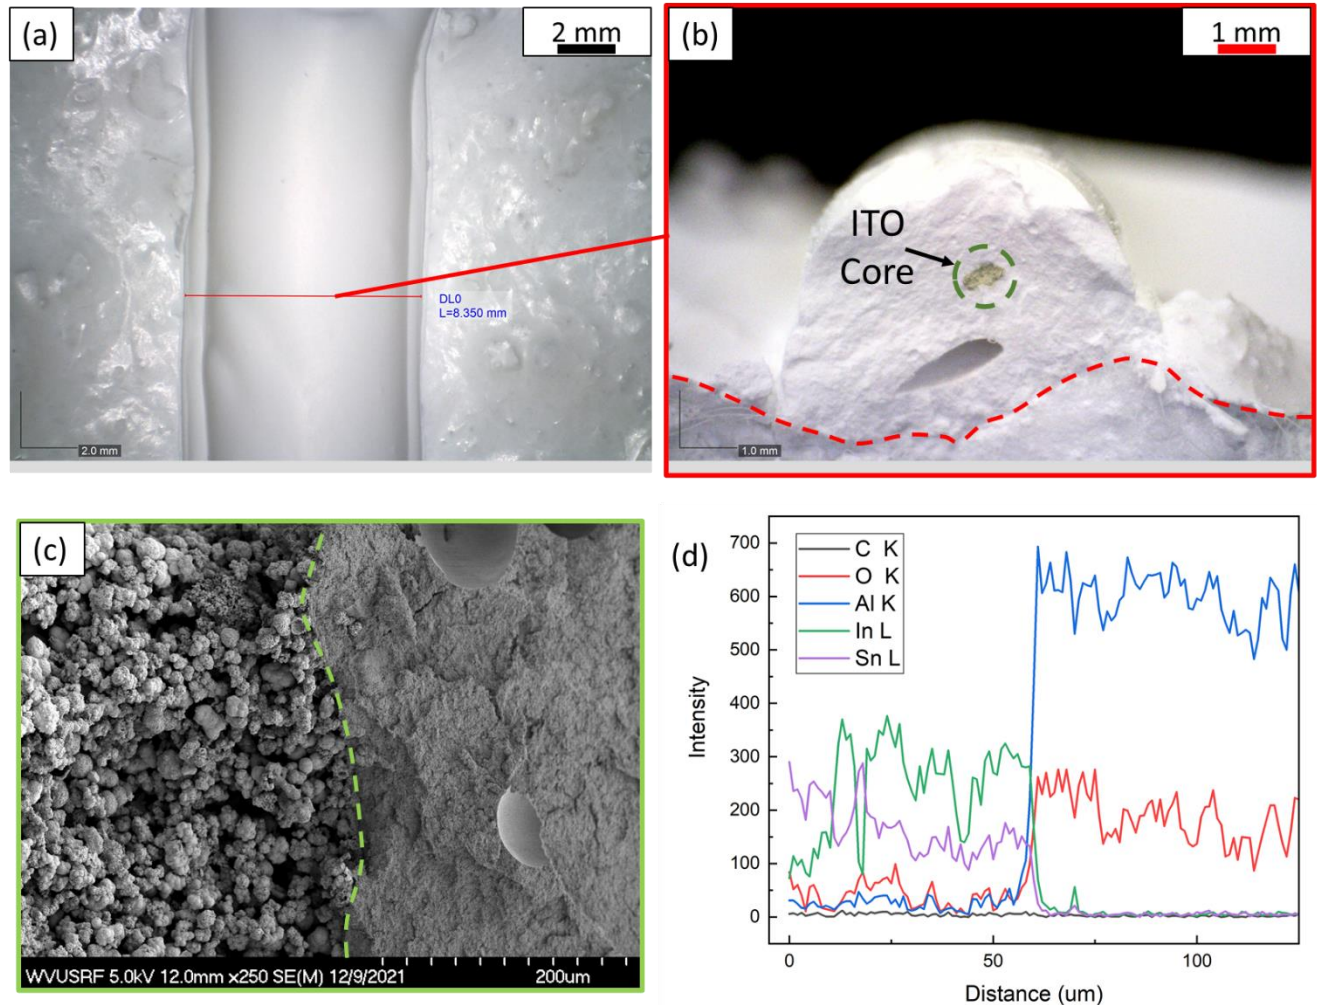 (a)
2 mm
DL0
L=8.350 mm
2.0 mm
(b)
1 mm
ITO
Core
1.0 mm
(c)
WVUSRF 5.0kV 12.0mm x250 SE(M) 12/9/2021
200um
(d)
C K
O K
Al K
In L
Sn L
Intensity
700
600
500
400
300
200
100
0
0
50
100
Distance (um)